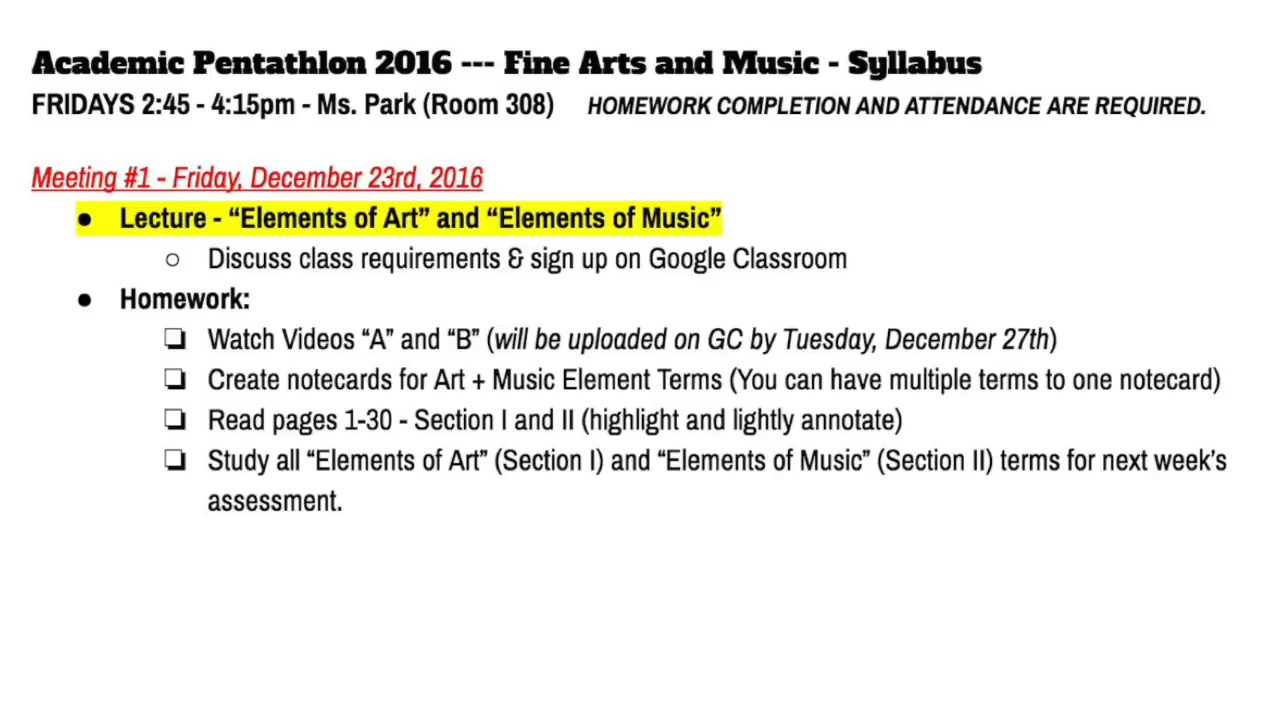 Academic Pentathlon 2016 --- Fine Arts and Music - Syllabus
FRIDAYS 2:45 - 4:15pm - Ms. Park (Room 308) HOMEWORK COMPLETION AND ATTENDANCE ARE REQUIRED.
Meeting #1 - Friday, December 23rd, 2016
● Lecture - “Elements of Art” and “Elements of Music”
○ Discuss class requirements & sign up on Google Classroom
● Homework:
❏ Watch Videos “A” and “B” (will be uploaded on GC by Tuesday, December 27th)
❏ Create notecards for Art + Music Element Terms (You can have multiple terms to one notecard)
❏ Read pages 1-30 - Section I and II (highlight and lightly annotate)
❏ Study all “Elements of Art” (Section I) and “Elements of Music” (Section II) terms for next week’s
assessment.